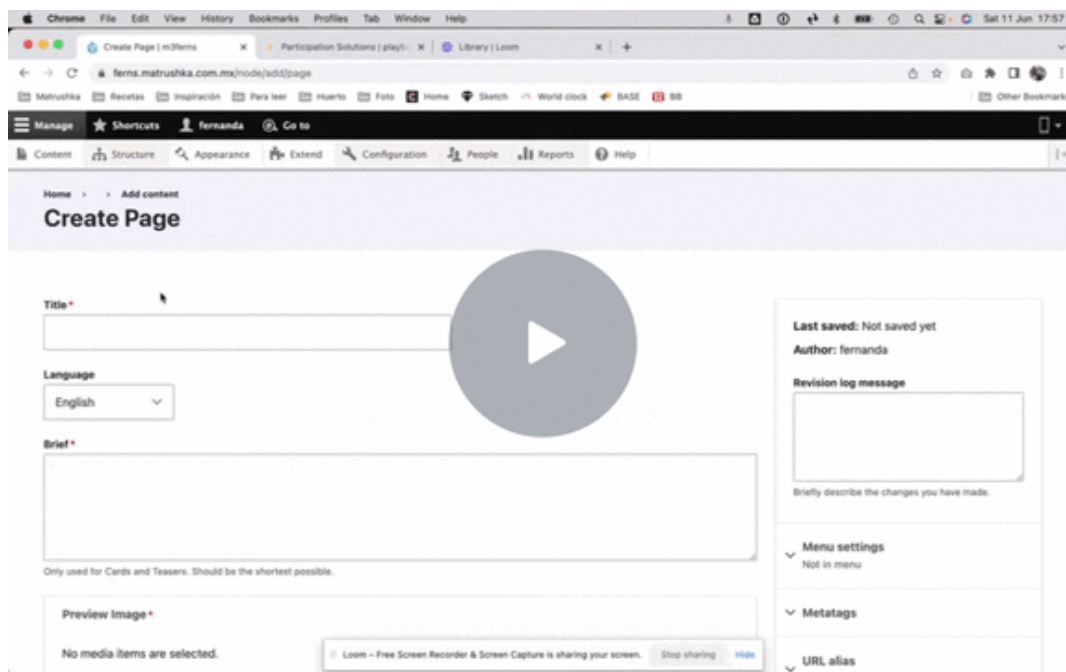 Chrome File Edit View History Bookmarks Profiles Tab Window Help Sat 11 Jun 17:57
Create Page | m3ferns Participation Solutions | playb Library | Loom
ferns.matrushka.com.mx/node/add/page
Matrushka Recetas Inspiración Para leer Huerto Foto Home Sketch World clock BASE BB Other Bookmark
Manage Shortcuts fernanda Go to
Content Structure Appearance Extend Configuration People Reports Help
Home > > Add content
Create Page
Title*
Last saved: Not saved yet
Author: fernanda
Language
Revision log message
English
Brief*
Briefly describe the changes you have made.
Menu settings
Not in menu
Only used for Cards and Teasers. Should be the shortest possible.
Preview Image*
Metatags
No media items are selected.
Loom – Free Screen Recorder & Screen Capture is sharing your screen. Stop sharing Hide
URL alias